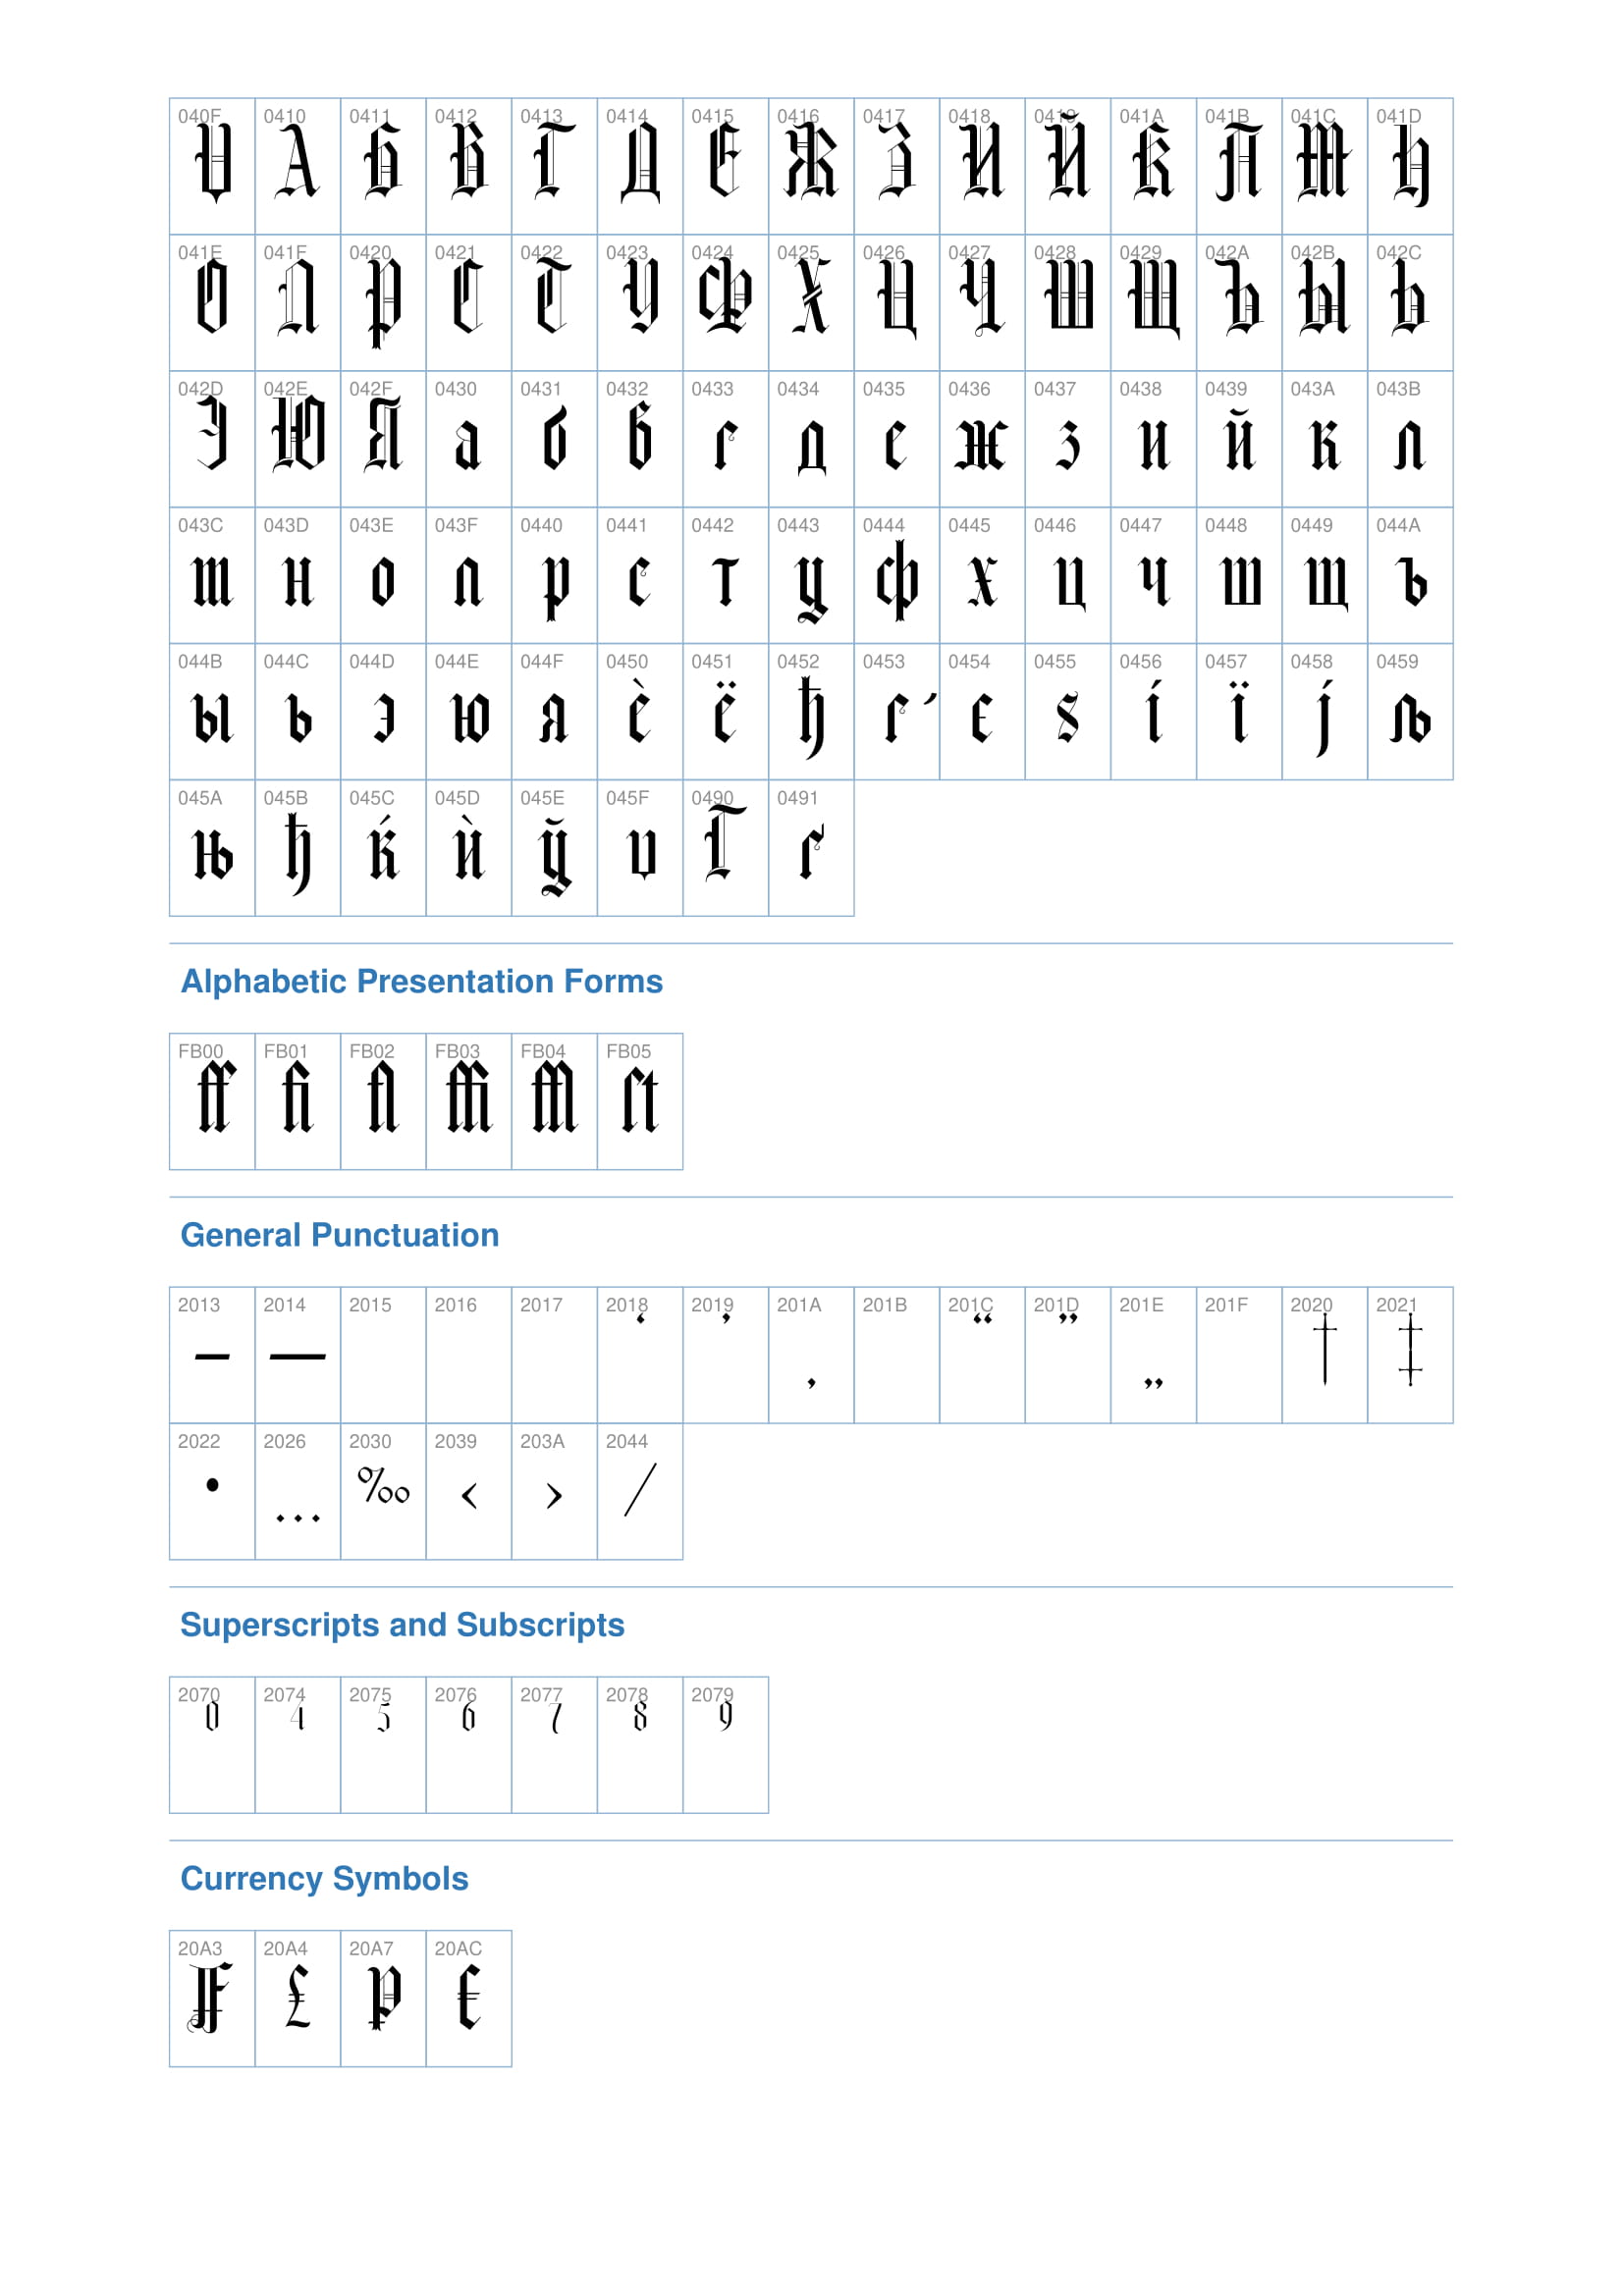 040F 0410 0411 0412 0413 0414 0415 0416 0417 0418 0419 041A 041B 041C 041D
Џ А Б В Г Д Е Ж З И Й К Л М Н
041E 041F 0420 0421 0422 0423 0424 0425 0426 0427 0428 0429 042A 042B 042C
О П Р С Т У Ф Х Ц Ч Ш Щ Ъ Ы Ь
042D 042E 042F 0430 0431 0432 0433 0434 0435 0436 0437 0438 0439 043A 043B
Э Ю Я а б в г д е ж з и й к л
043C 043D 043E 043F 0440 0441 0442 0443 0444 0445 0446 0447 0448 0449 044A
м н о п р с т у ф х ц ч ш щ ъ
044B 044C 044D 044E 044F 0450 0451 0452 0453 0454 0455 0456 0457 0458 0459
ы ь э ю я ѐ ё ђ ѓ є ѕ і ї ј љ
045A 045B 045C 045D 045E 045F 0490 0491
њ ћ ќ ѝ ў џ Ґ ґ
Alphabetic Presentation Forms
FB00 FB01 FB02 FB03 FB04 FB05
ff fi fl ffi ffl ſt
General Punctuation
2013 2014 2015 2016 2017 2018 2019 201A 201B 201C 201D 201E 201F 2020 2021
– — ‘ ’ ‚ “ ” „ † ‡
2022 2026 2030 2039 203A 2044
• … ‰ ‹ › ⁄
Superscripts and Subscripts
2070 2074 2075 2076 2077 2078 2079
⁰ ⁴ ⁵ ⁶ ⁷ ⁸ ⁹
Currency Symbols
20A3 20A4 20A7 20AC
₣ ₤ ₧ €